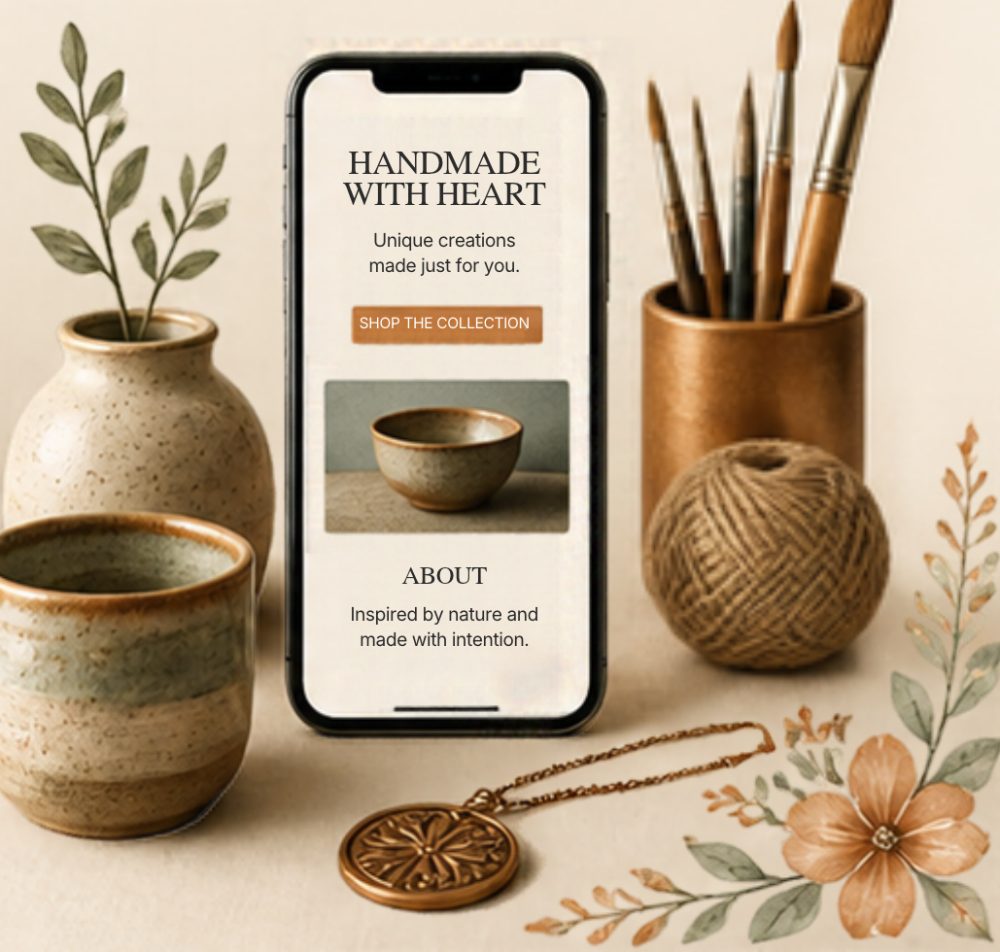 HANDMADE
WITH HEART
Unique creations
made just for you.
SHOP THE COLLECTION
ABOUT
Inspired by nature and
made with intention.